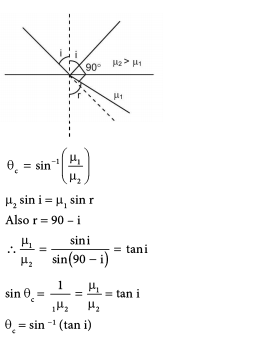 i i
90° μ₂ > μ₁
r μ₁
θc = sin⁻¹(μ₁/μ₂)
μ₂ sin i = μ₁ sin r
Also r = 90 – i
∴ μ₁/μ₂ = sin i/sin(90 – i) = tan i
sin θc = 1/₁μ₂ = μ₁/μ₂ = tan i
θc = sin ⁻¹ (tan i)